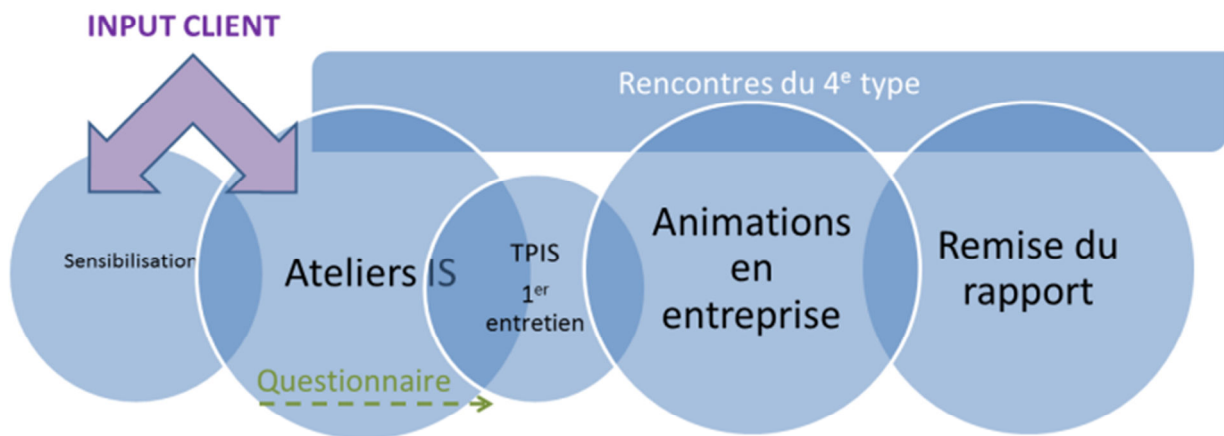 INPUT CLIENT
Rencontres du 4e type
Sensibilisation
Ateliers IS
TPIS
1er
entretien
Animations
en
entreprise
Remise du
rapport
Questionnaire